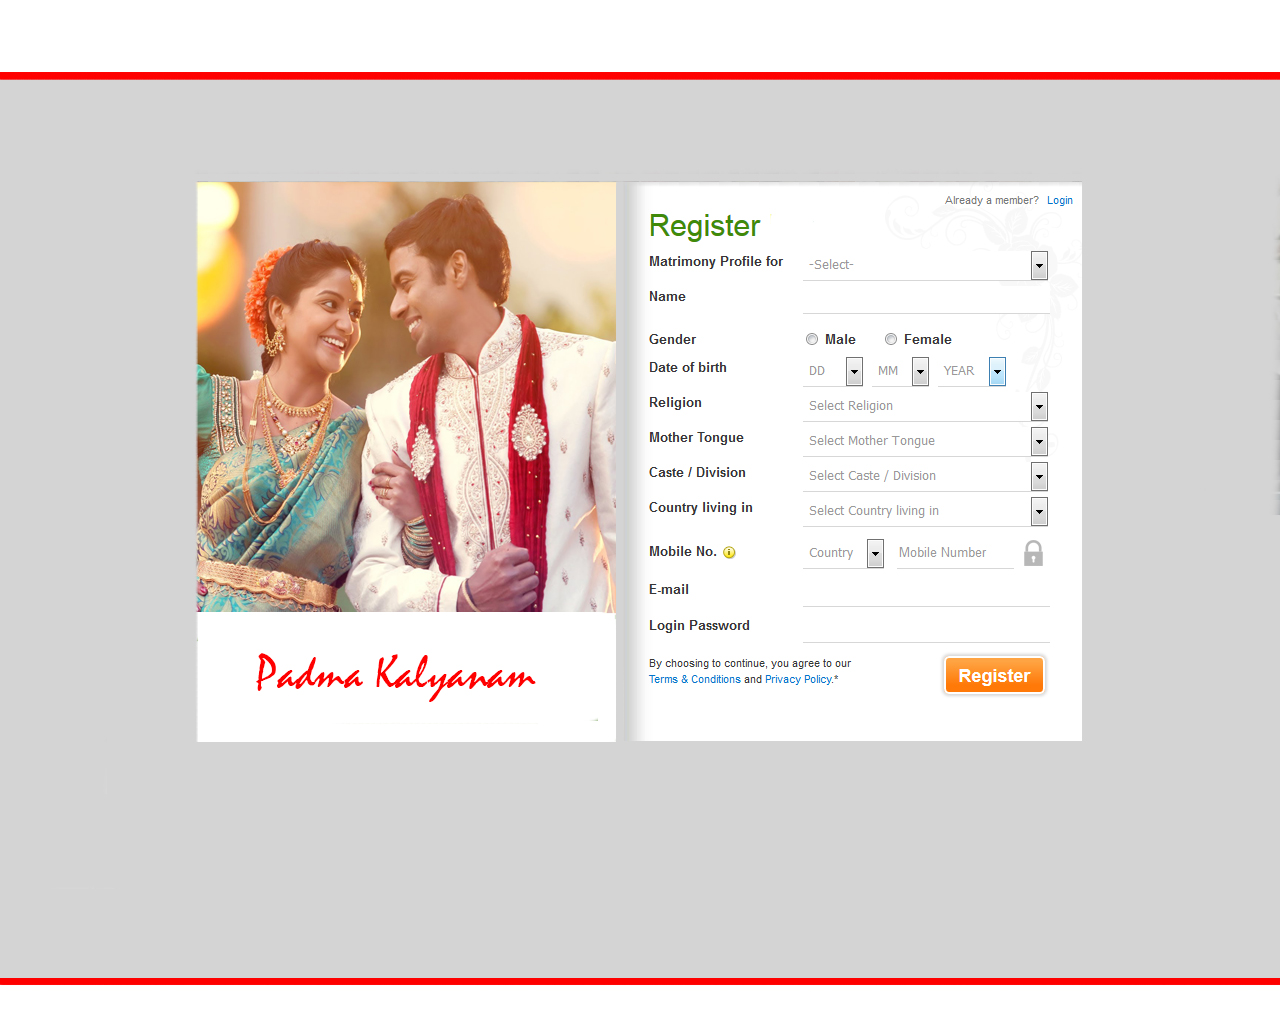 Already a member? Login
Register
Matrimony Profile for -Select-
Name
Gender Male Female
Date of birth DD MM YEAR
Religion Select Religion
Mother Tongue Select Mother Tongue
Caste / Division Select Caste / Division
Country living in Select Country living in
Mobile No. Country Mobile Number
E-mail
Login Password
By choosing to continue, you agree to our
Terms & Conditions and Privacy Policy.*
Register
Padma Kalyanam